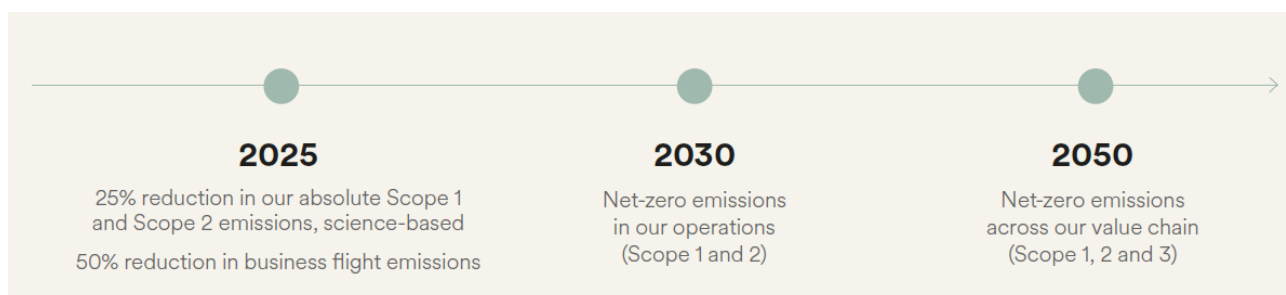 2025
25% reduction in our absolute Scope 1
and Scope 2 emissions, science-based
50% reduction in business flight emissions
2030
Net-zero emissions
in our operations
(Scope 1 and 2)
2050
Net-zero emissions
across our value chain
(Scope 1, 2 and 3)